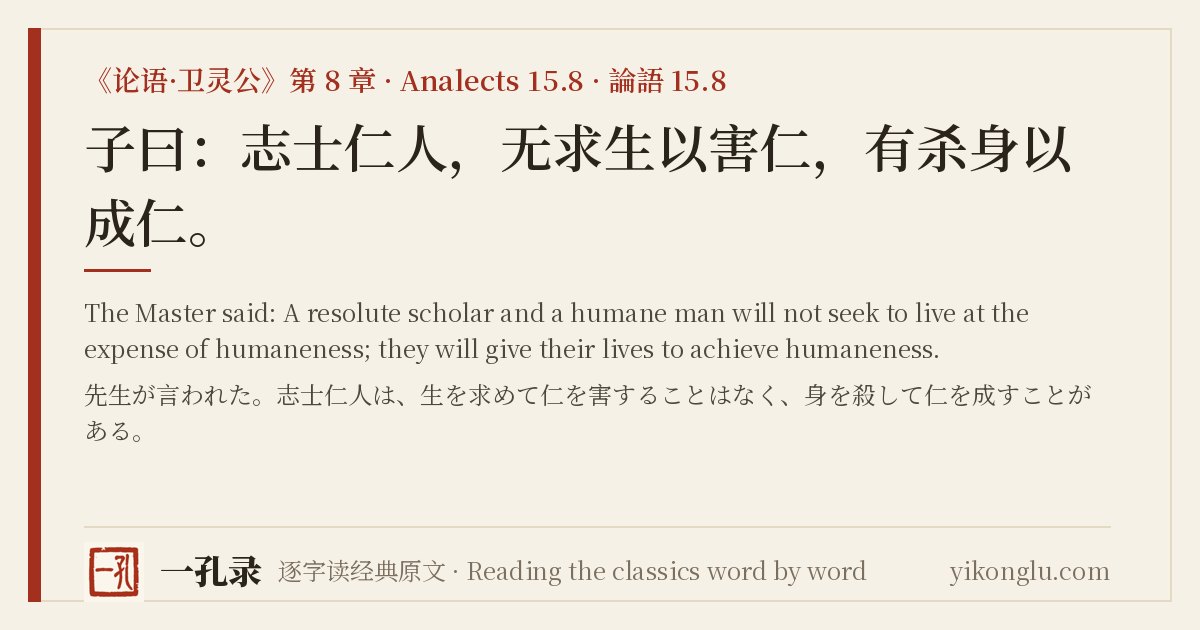 《论语·卫灵公》第 8 章 · Analects 15.8 · 論語 15.8
子曰：志士仁人，无求生以害仁，有杀身以
成仁。
The Master said: A resolute scholar and a humane man will not seek to live at the
expense of humaneness; they will give their lives to achieve humaneness.
先生が言われた。志士仁人は、生を求めて仁を害することはなく、身を殺して仁を成すことが
ある。
一孔
一孔录 逐字读经典原文 · Reading the classics word by word yikonglu.com